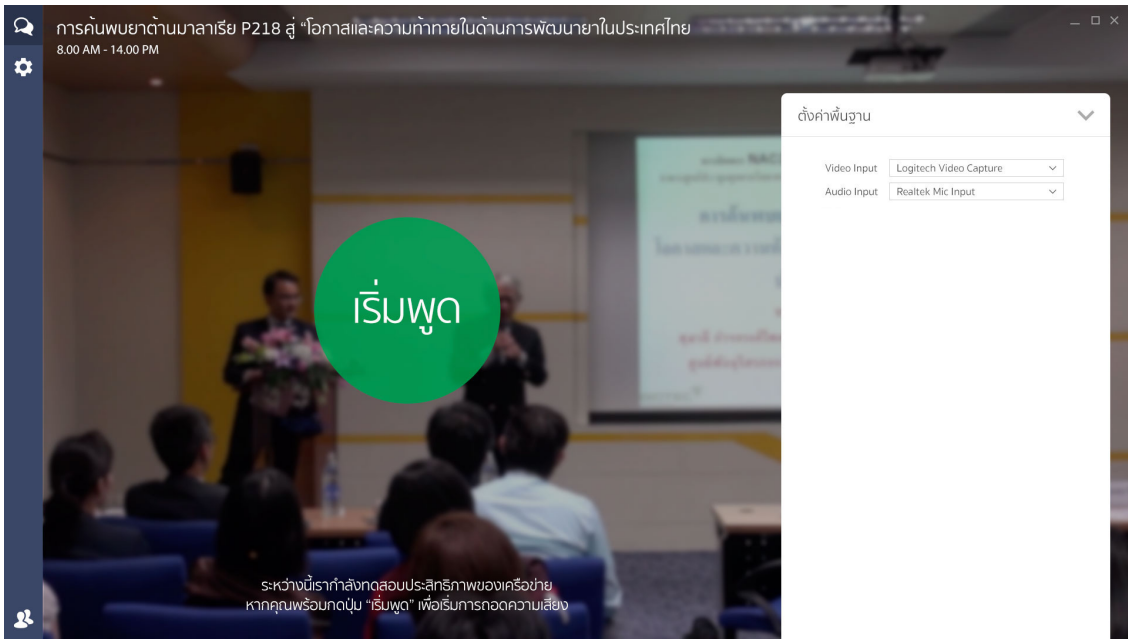 การค้นพบยาต้านมาลาเรีย P218 สู่ “โอกาสและความท้าทายในด้านการพัฒนายาในประเทศไทย
8.00 AM - 14.00 PM
ตั้งค่าพื้นฐาน
Video Input Logitech Video Capture
Audio Input Realtek Mic Input
เริ่มพูด
ระหว่างนี้เรากำลังทดสอบประสิทธิภาพของเครือข่าย
หากคุณพร้อมกดปุ่ม “เริ่มพูด” เพื่อเริ่มการถอดความเสียง